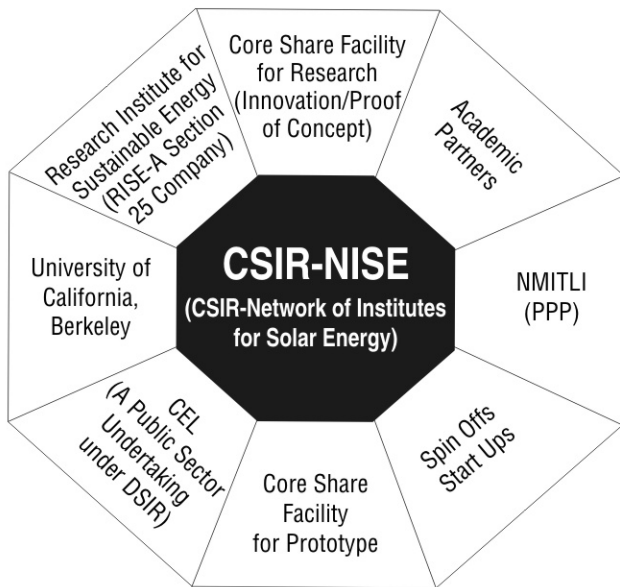 Core Share Facility
for Research
(Innovation/Proof
of Concept)
Academic
Partners
NMITLI
(PPP)
Spin Offs
Start Ups
Core Share
Facility
for Prototype
CEL
(A Public Sector
Undertaking
under DSIR)
University of
California,
Berkeley
Research Institute for
Sustainable Energy
(RISE-A Section
25 Company)
CSIR-NISE
(CSIR-Network of Institutes
for Solar Energy)